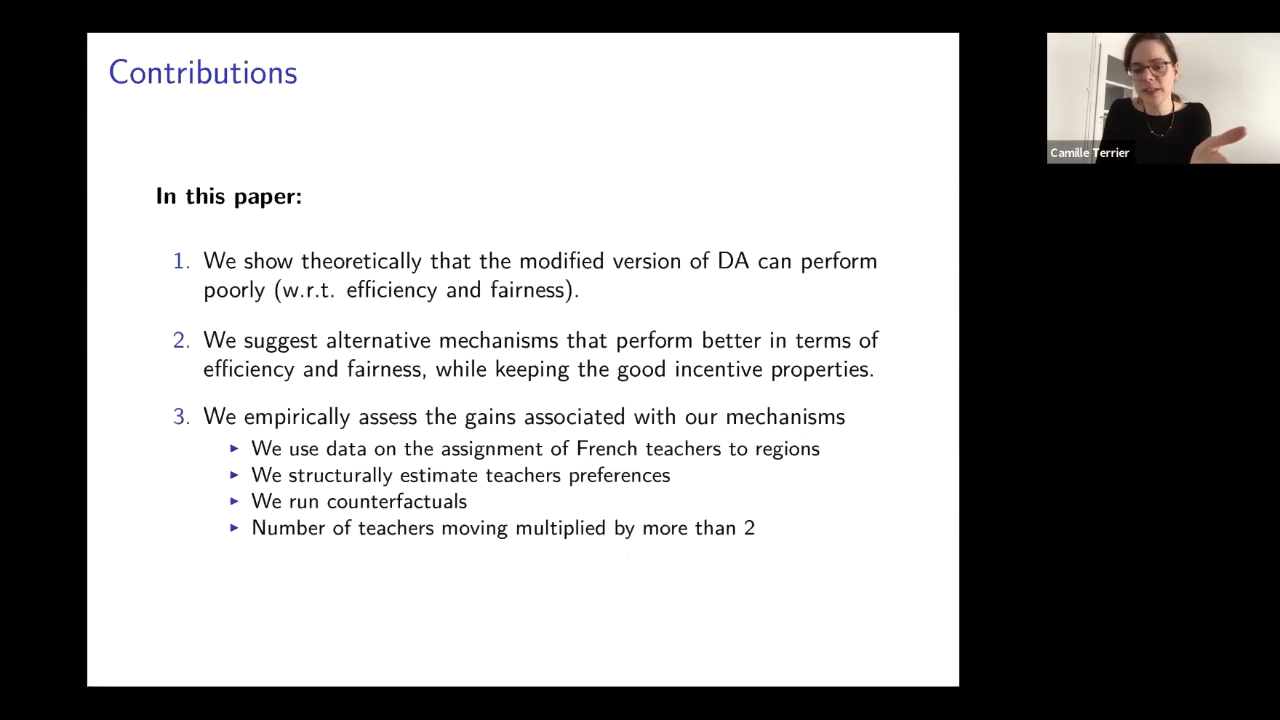 Contributions
In this paper:
1. We show theoretically that the modified version of DA can perform
poorly (w.r.t. efficiency and fairness).
2. We suggest alternative mechanisms that perform better in terms of
efficiency and fairness, while keeping the good incentive properties.
3. We empirically assess the gains associated with our mechanisms
▶ We use data on the assignment of French teachers to regions
▶ We structurally estimate teachers preferences
▶ We run counterfactuals
▶ Number of teachers moving multiplied by more than 2
Camille Terrier